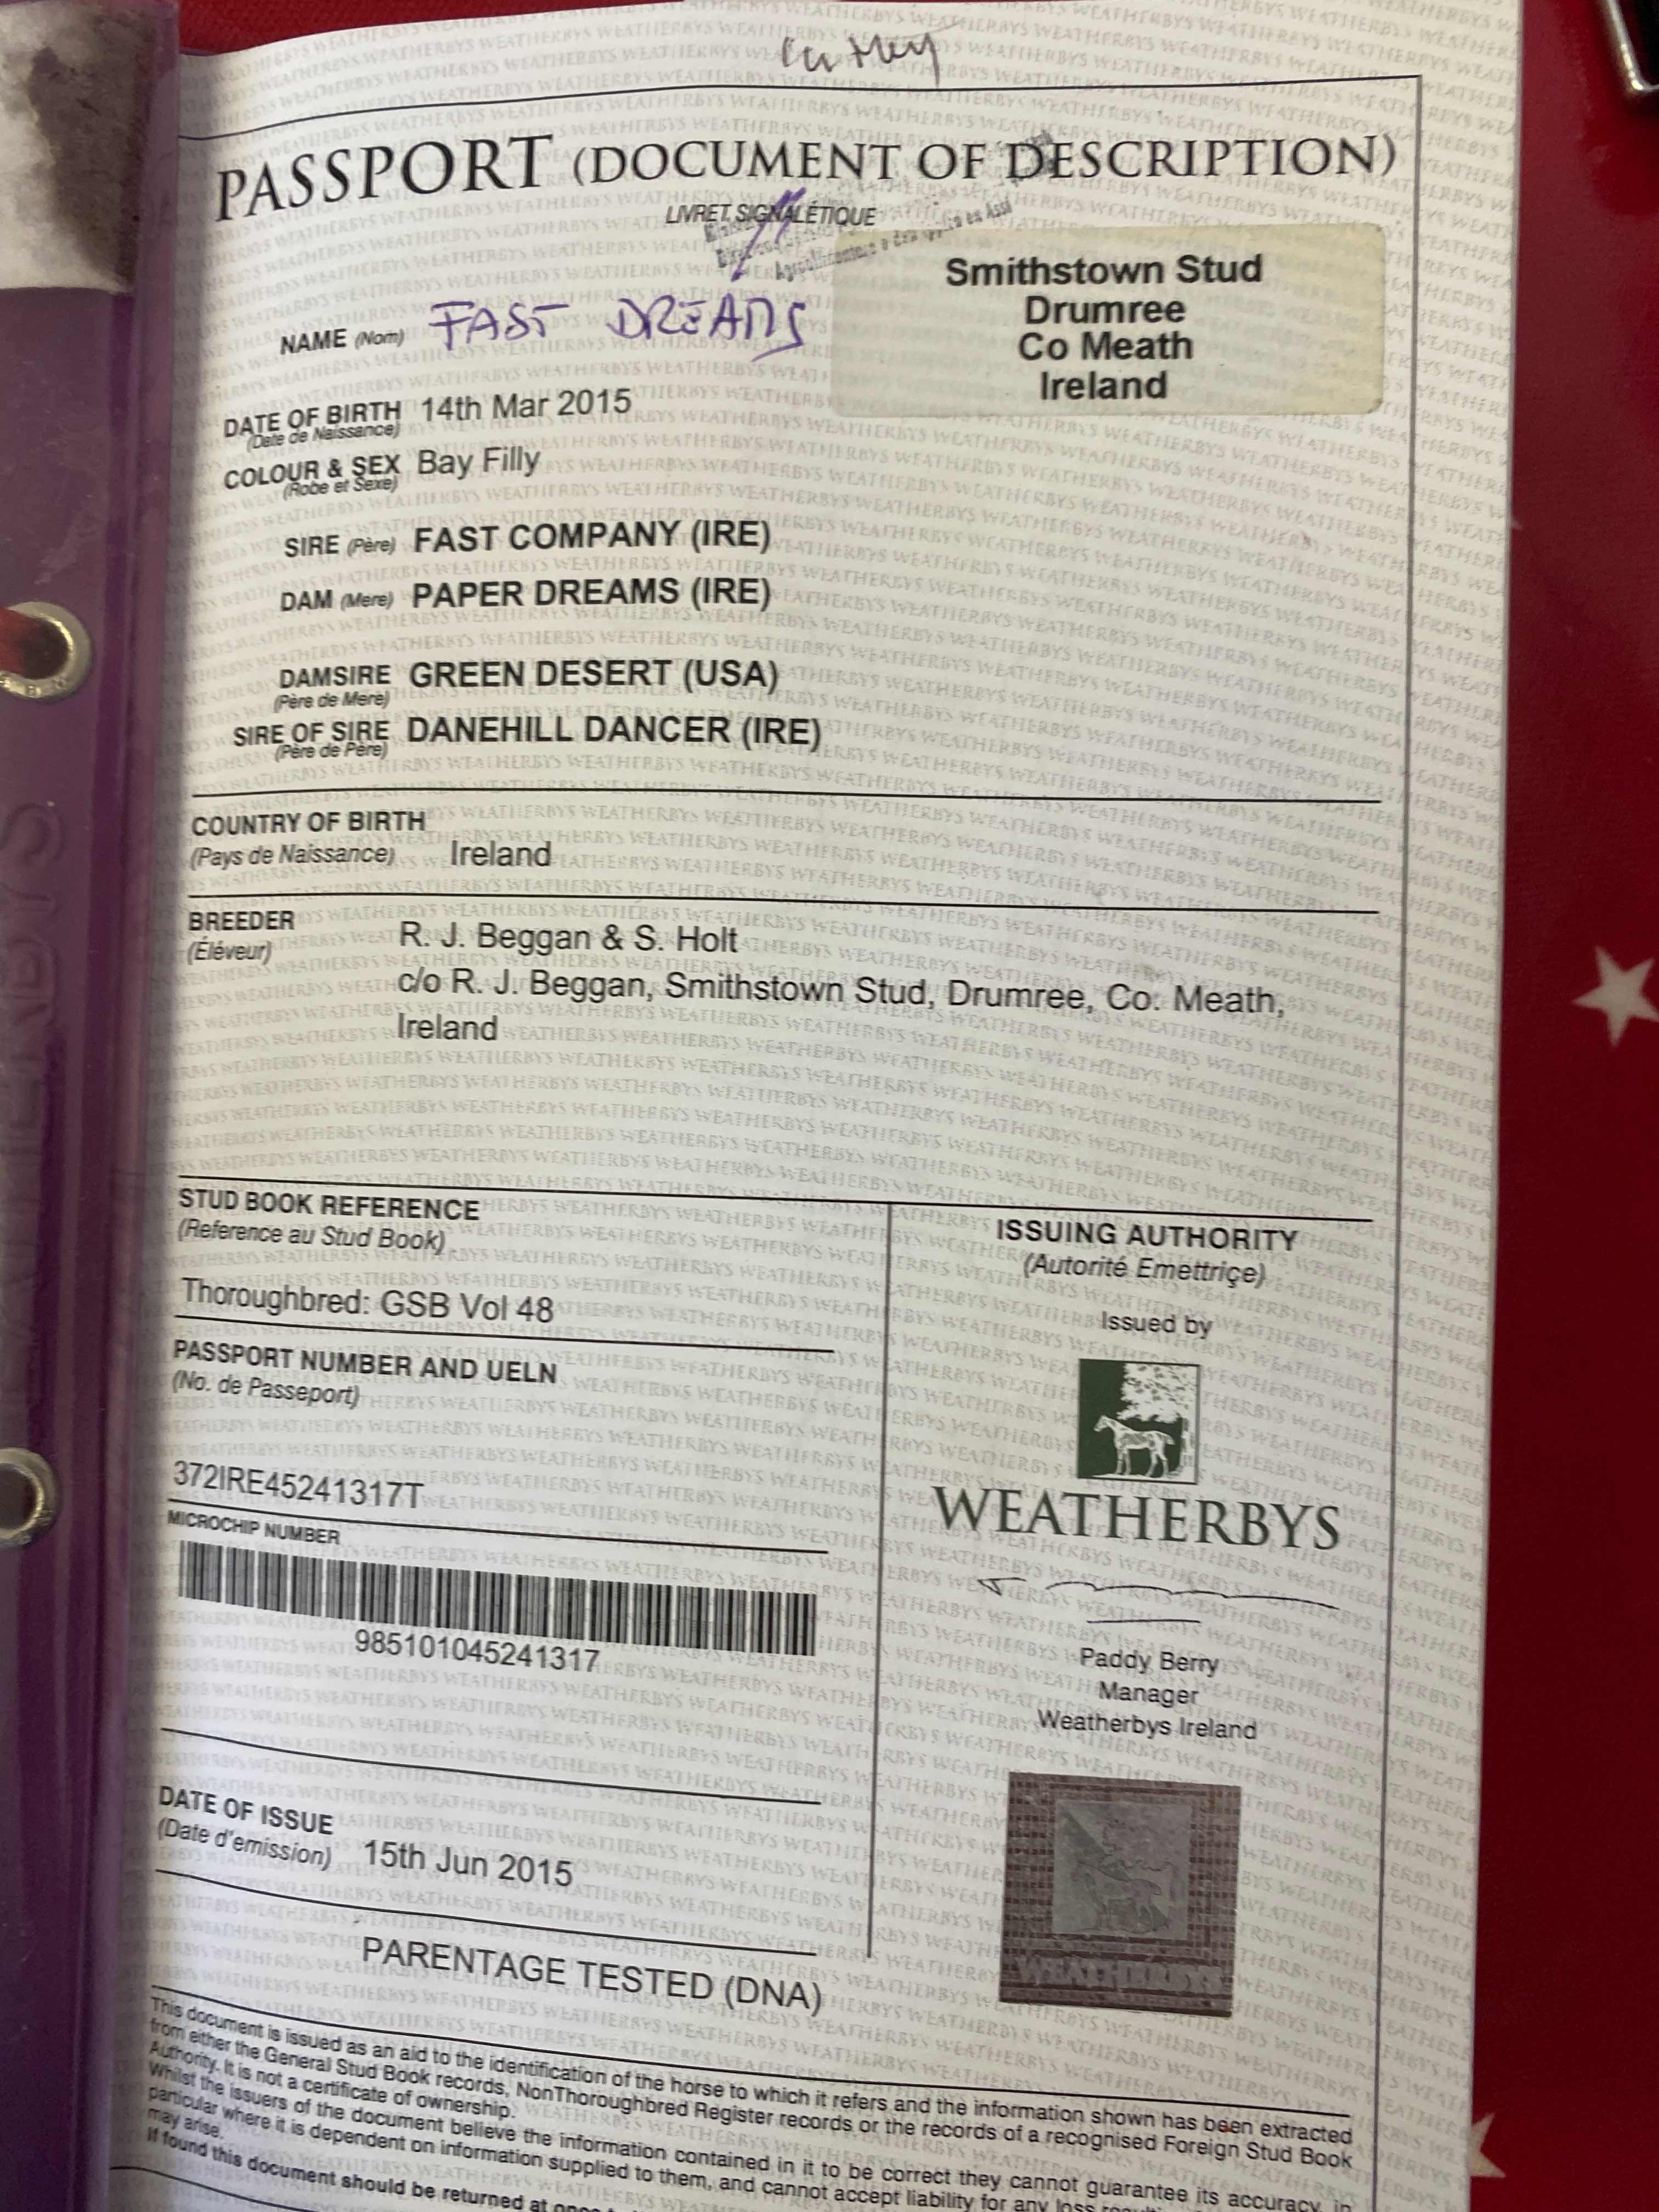 PASSPORT (DOCUMENT OF DESCRIPTION)
LIVRET SIGNALÉTIQUE
Smithstown Stud
Drumree
Co Meath
Ireland
NAME (Nom) FAST DREAMS
DATE OF BIRTH 14th Mar 2015
(Date de Naissance)
COLOUR & SEX Bay Filly
(Robe et Sexe)
SIRE (Père) FAST COMPANY (IRE)
DAM (Mere) PAPER DREAMS (IRE)
DAMSIRE GREEN DESERT (USA)
(Père de Mere)
SIRE OF SIRE DANEHILL DANCER (IRE)
(Père de Père)
COUNTRY OF BIRTH
(Pays de Naissance) Ireland
BREEDER
(Éléveur)
R. J. Beggan & S. Holt
c/o R. J. Beggan, Smithstown Stud, Drumree, Co. Meath,
Ireland
STUD BOOK REFERENCE
(Reference au Stud Book)
Thoroughbred: GSB Vol 48
PASSPORT NUMBER AND UELN
(No. de Passeport)
372IRE45241317T
MICROCHIP NUMBER
985101045241317
DATE OF ISSUE
(Date d'emission) 15th Jun 2015
ISSUING AUTHORITY
(Autorité Emettriçe)
Issued by
WEATHERBYS
Paddy Berry
Manager
Weatherbys Ireland
WEATHERBYS
PARENTAGE TESTED (DNA)
This document is issued as an aid to the identification of the horse to which it refers and the information shown has been extracted
from either the General Stud Book records, NonThoroughbred Register records or the records of a recognised Foreign Stud Book
Authority. It is not a certificate of ownership.
Whilst the issuers of the document believe the information contained in it to be correct they cannot guarantee its accuracy, in
particular where it is dependent on information supplied to them, and cannot accept liability for any loss
may arise.
If found this document should be returned at